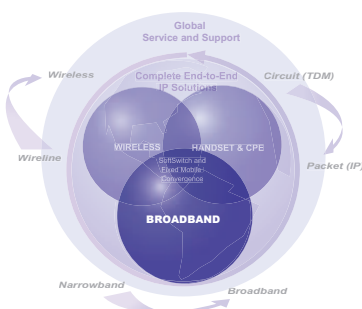 Global
Service and Support
Wireless
Complete End-to-End
IP Solutions
Circuit (TDM)
WIRELESS
HANDSET & CPE
Wireline
SoftSwitch and
Fixed Mobile
Convergence
Packet (IP)
BROADBAND
Narrowband
Broadband